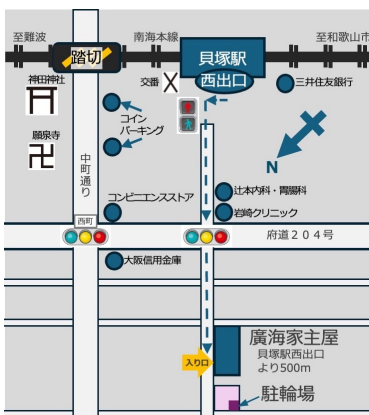 至難波
南海本線
至和歌山市
踏切
貝塚駅
西出口
神田神社
交番
三井住友銀行
コイン
パーキング
願泉寺
N
中町通り
コンビニエンスストア
辻本内科・胃腸科
岩崎クリニック
西町
府道204号
大阪信用金庫
入り口
廣海家主屋
貝塚駅西出口
より500m
駐輪場